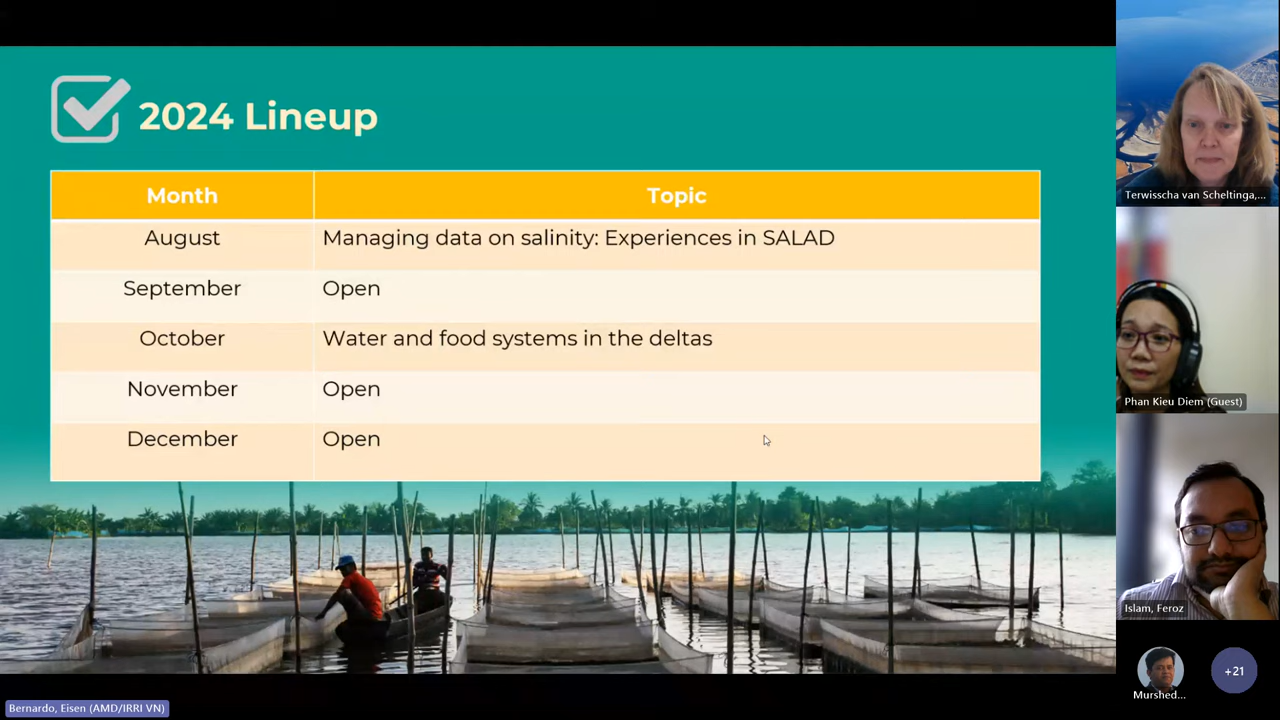 2024 Lineup
Month Topic
August Managing data on salinity: Experiences in SALAD
September Open
October Water and food systems in the deltas
November Open
December Open
Terwisscha van Scheltinga,...
Phan Kieu Diem (Guest)
Islam, Feroz
Murshed...
+21
Bernardo, Eisen (AMD/IRRI VN)